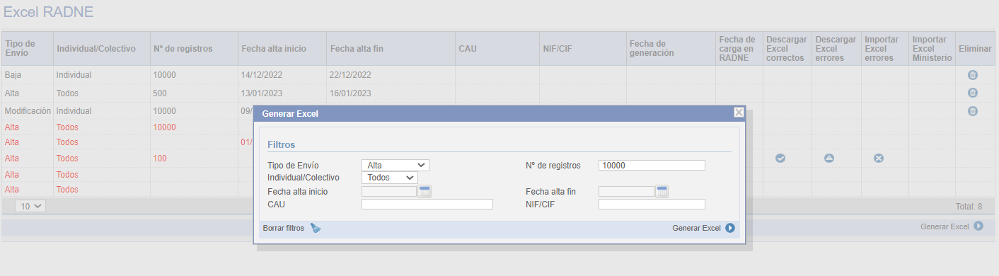 Excel RADNE
Tipo de Envío Individual/Colectivo Nº de registros Fecha alta inicio Fecha alta fin CAU NIF/CIF Fecha de generación Fecha de carga en RADNE Descargar Excel correctos Descargar Excel errores Importar Excel errores Importar Excel Ministerio Eliminar
Baja Individual 10000 14/12/2022 22/12/2022
Alta Todos 500 13/01/2023 16/01/2023
Modificación Individual 10000 09/
Alta Todos 10000
Alta Todos 01/
Alta Todos 100
Alta Todos
Alta Todos
10 Total: 8
Generar Excel
Generar Excel
Filtros
Tipo de Envío Alta Nº de registros 10000
Individual/Colectivo Todos
Fecha alta inicio Fecha alta fin
CAU NIF/CIF
Borrar filtros Generar Excel